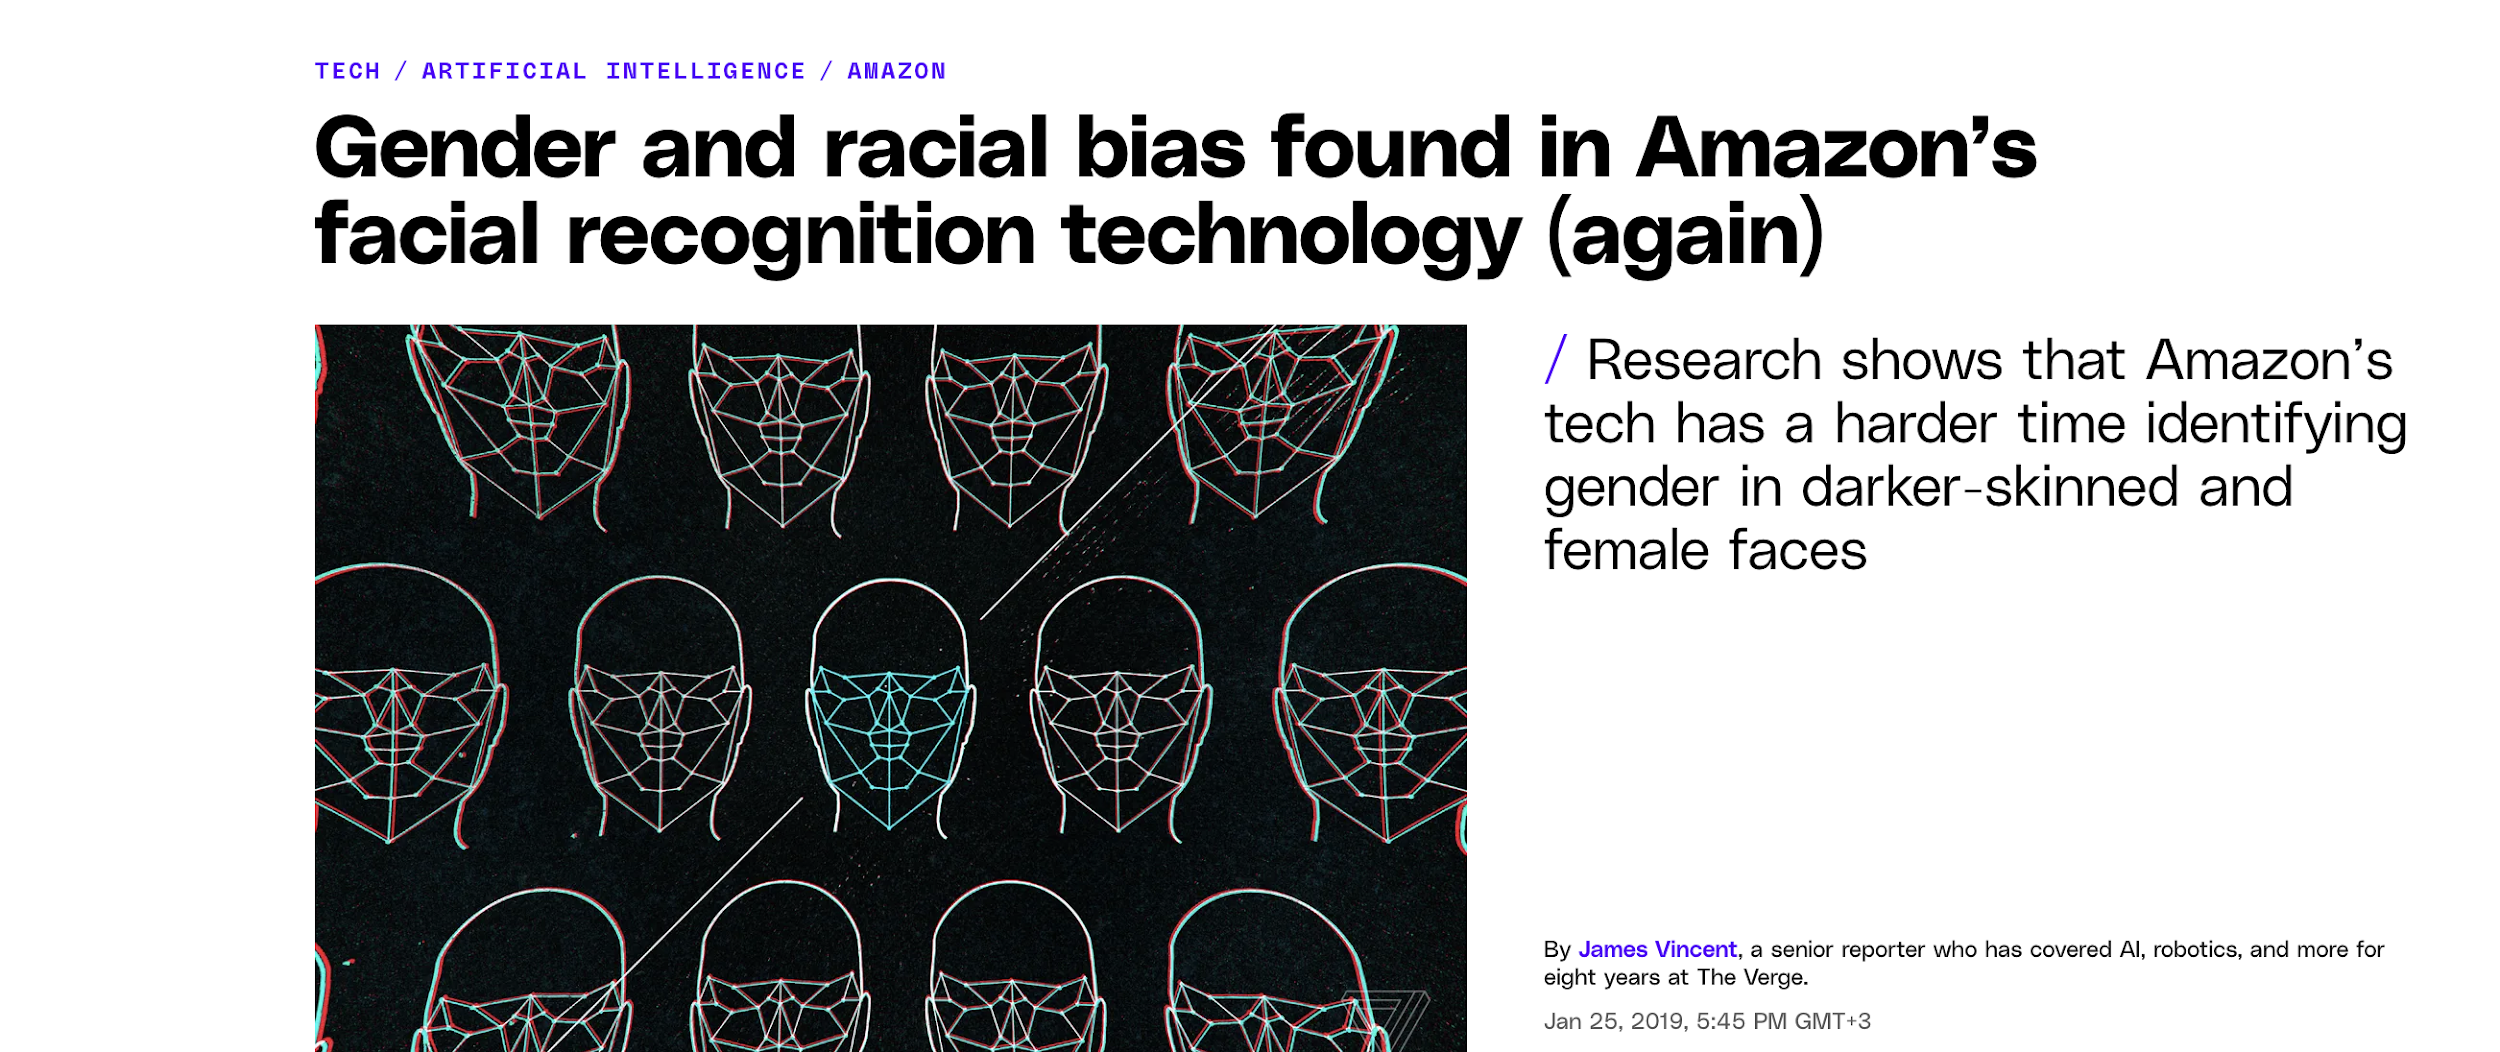 TECH / ARTIFICIAL INTELLIGENCE / AMAZON
Gender and racial bias found in Amazon’s
facial recognition technology (again)
/ Research shows that Amazon’s
tech has a harder time identifying
gender in darker-skinned and
female faces
By James Vincent, a senior reporter who has covered AI, robotics, and more for
eight years at The Verge.
Jan 25, 2019, 5:45 PM GMT+3